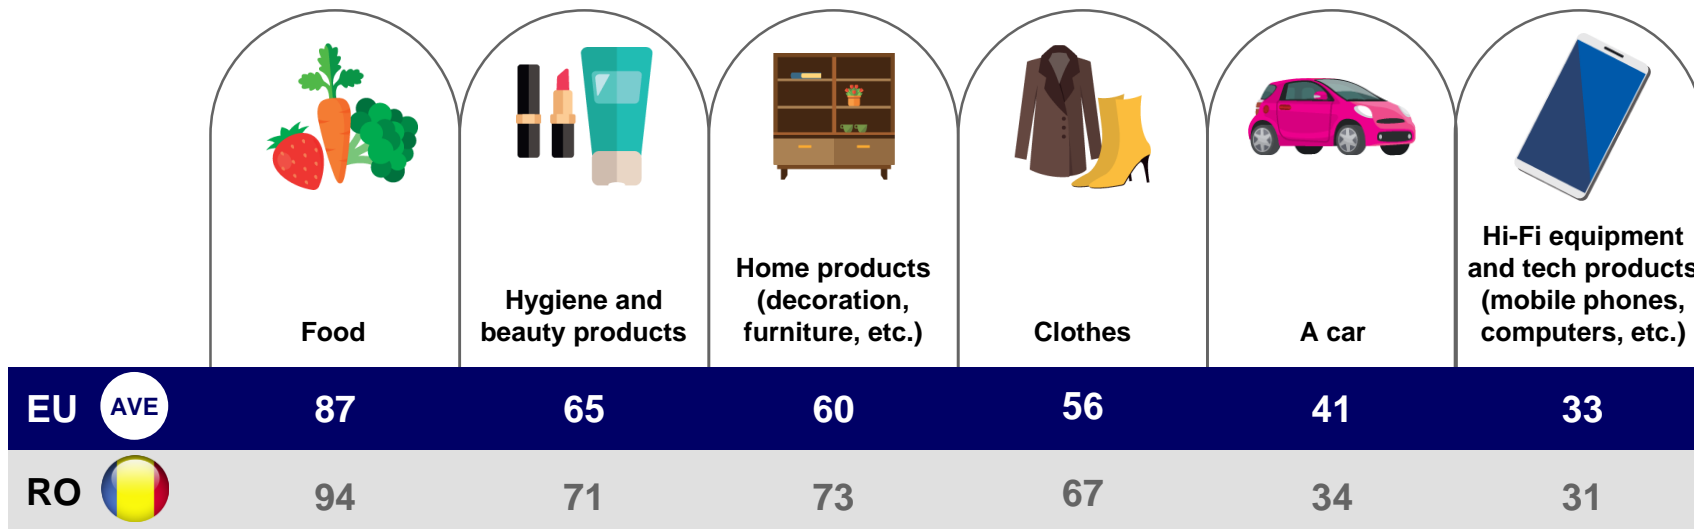 Food
Hygiene and
beauty products
Home products
(decoration,
furniture, etc.)
Clothes
A car
Hi-Fi equipment
and tech products
(mobile phones,
computers, etc.)
EU AVE 87 65 60 56 41 33
RO 94 71 73 67 34 31